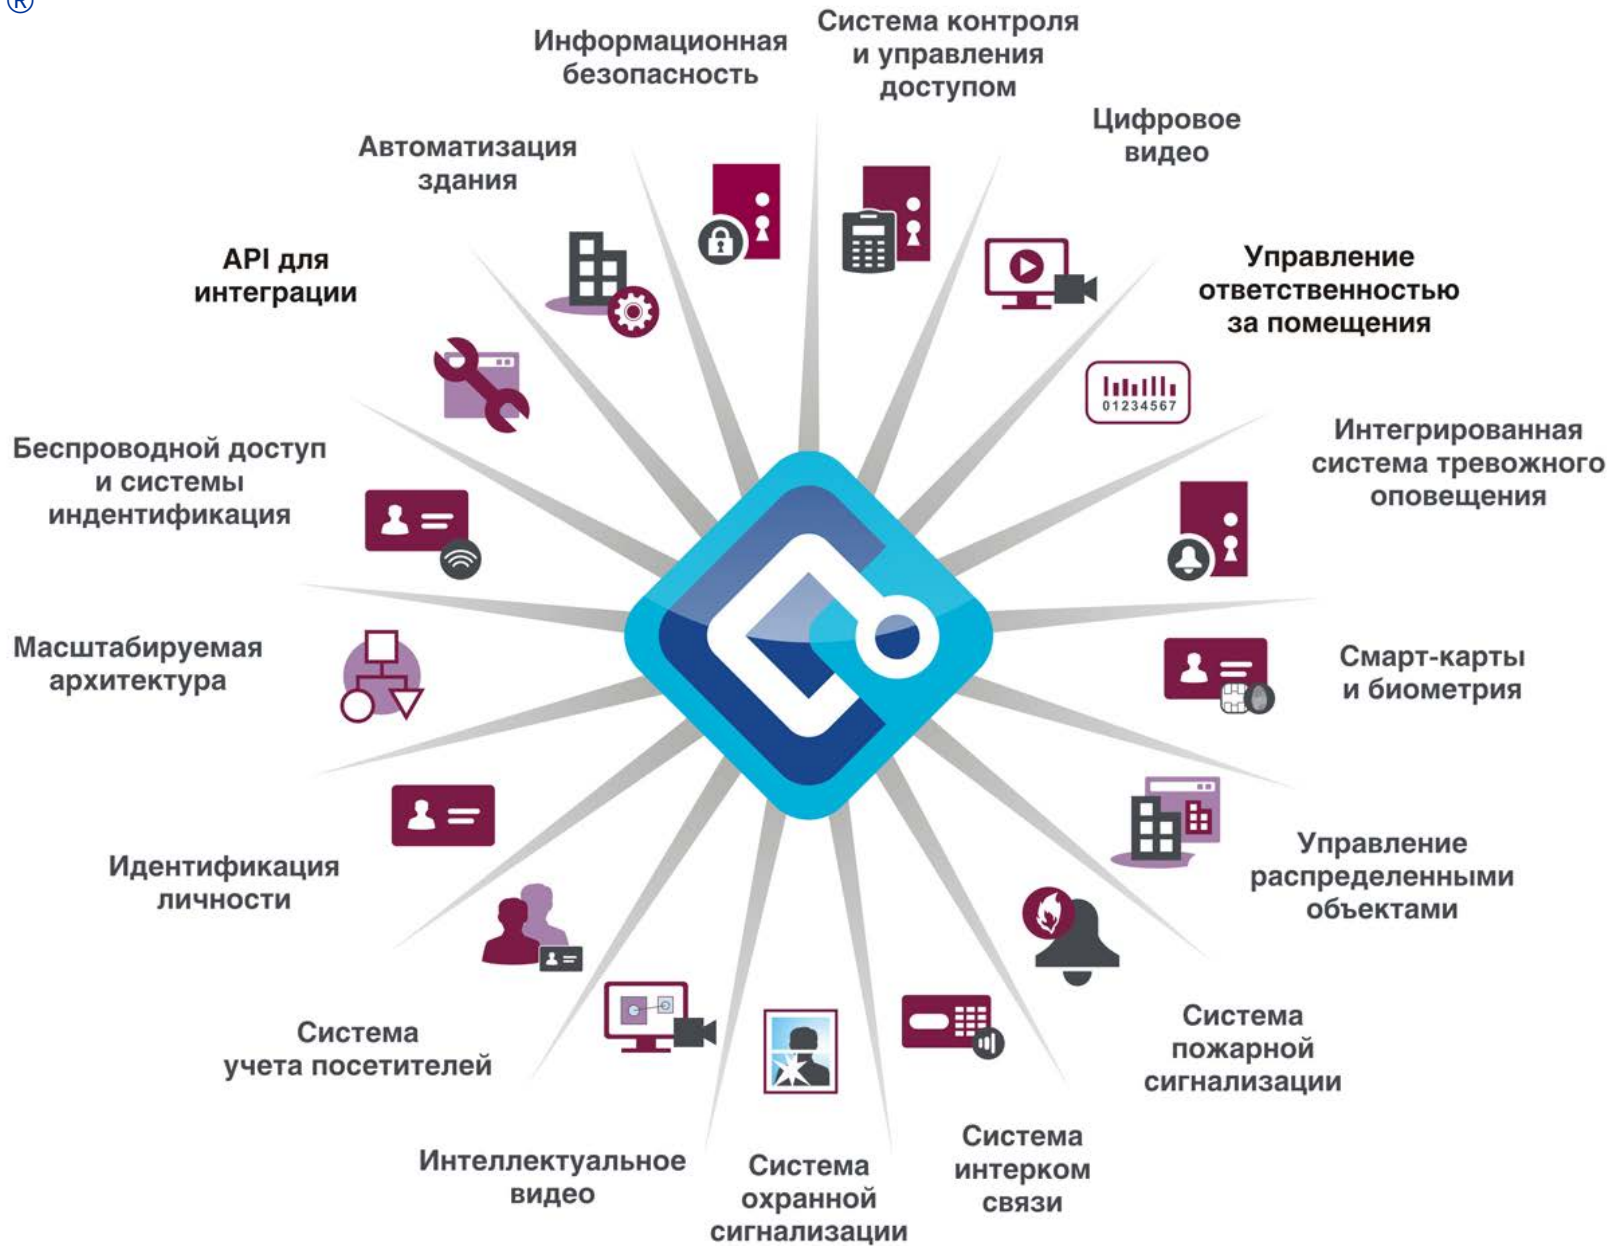 ®
Информационная
безопасность
Система контроля
и управления
доступом
Цифровое
видео
Автоматизация
здания
API для
интеграции
Управление
ответственностью
за помещения
01234567
Беспроводной доступ
и системы
индентификация
Интегрированная
система тревожного
оповещения
Масштабируемая
архитектура
Смарт-карты
и биометрия
Идентификация
личности
Управление
распределенными
объектами
Система
учета посетителей
Система
пожарной
сигнализации
Интеллектуальное
видео
Система
охранной
сигнализации
Система
интерком
связи